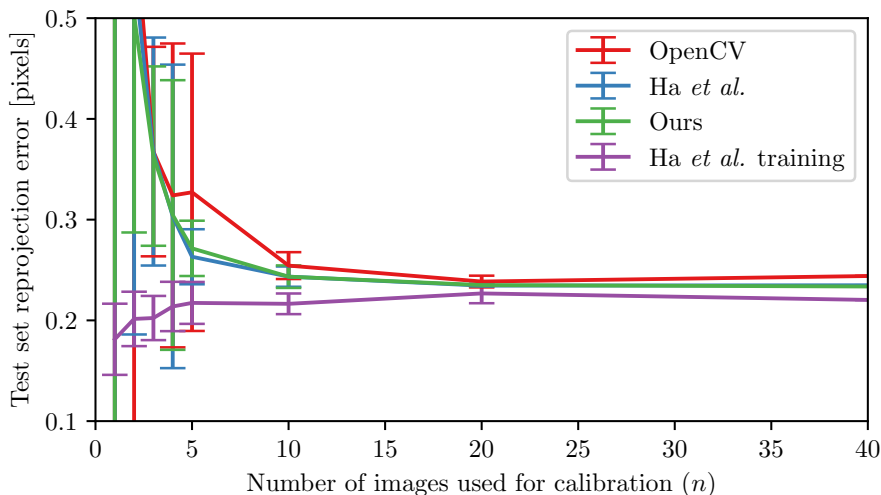 0.5
0.4
0.3
0.2
0.1
Test set reprojection error [pixels]
OpenCV
Ha et al.
Ours
Ha et al. training
0 5 10 15 20 25 30 35 40
Number of images used for calibration (n)